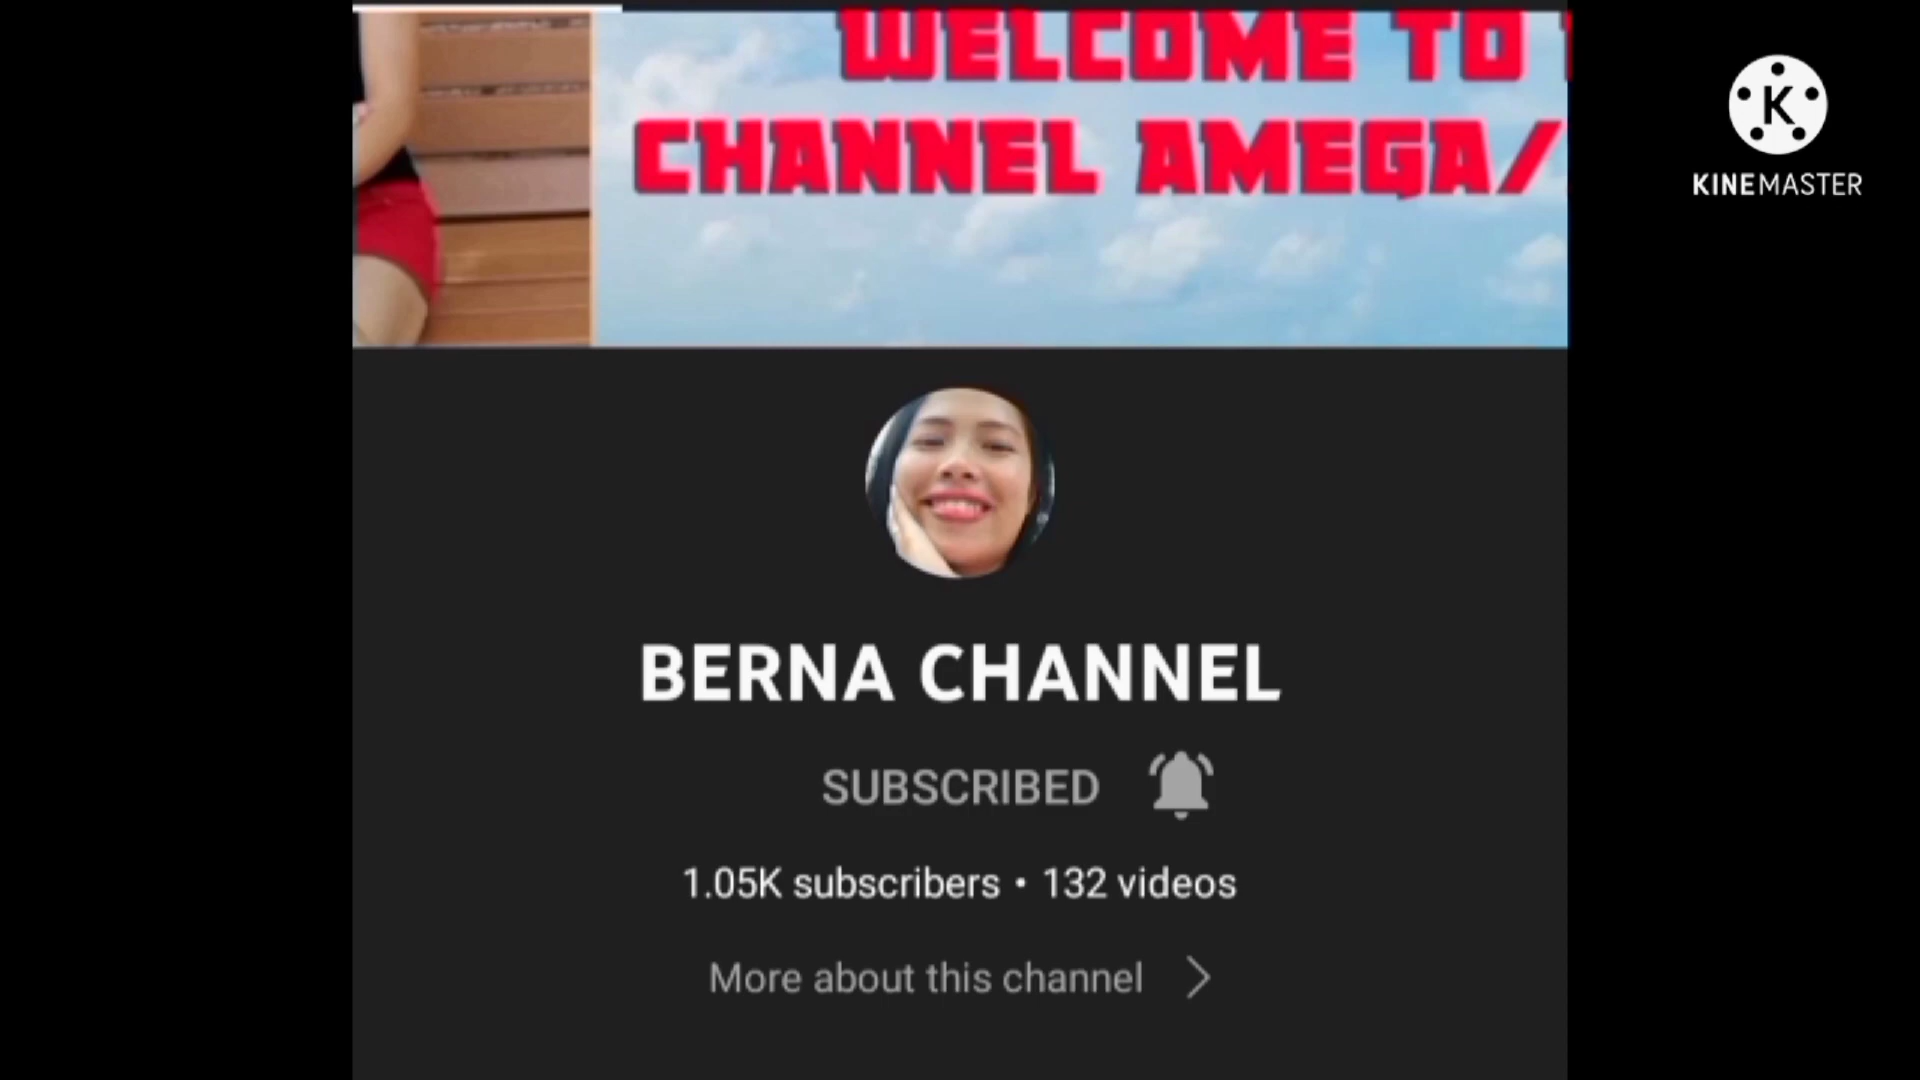 WELCOME TO
CHANNEL AMEGA/
K
KINEMASTER
BERNA CHANNEL
SUBSCRIBED
1.05K subscribers • 132 videos
More about this channel >